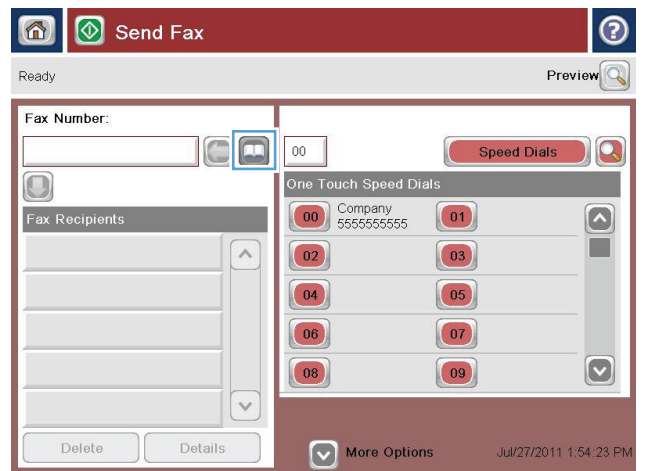 Send Fax
?
Ready
Preview
Fax Number:
00
Speed Dials
One Touch Speed Dials
Fax Recipients
00 Company 01
5555555555
02 03
04 05
06 07
08 09
Delete Details
More Options
Jul/27/2011 1:54:23 PM